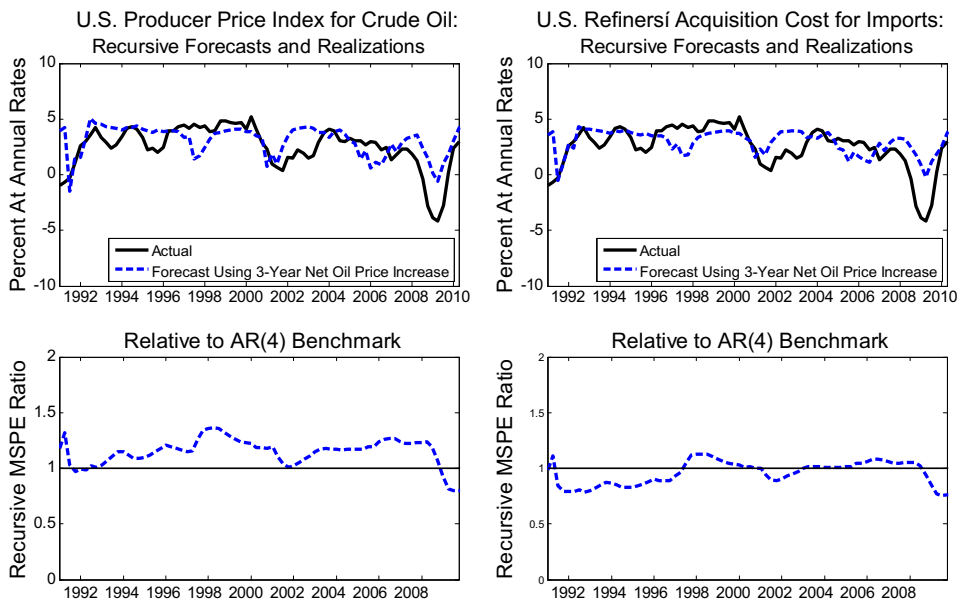 U.S. Producer Price Index for Crude Oil:
Recursive Forecasts and Realizations
Percent At Annual Rates
10
5
0
-5
-10
Actual
Forecast Using 3-Year Net Oil Price Increase
1992 1994 1996 1998 2000 2002 2004 2006 2008 2010
U.S. Refinersí Acquisition Cost for Imports:
Recursive Forecasts and Realizations
Percent At Annual Rates
10
5
0
-5
-10
Actual
Forecast Using 3-Year Net Oil Price Increase
1992 1994 1996 1998 2000 2002 2004 2006 2008 2010
Relative to AR(4) Benchmark
Recursive MSPE Ratio
2
1.5
1
0.5
0
1992 1994 1996 1998 2000 2002 2004 2006 2008
Relative to AR(4) Benchmark
Recursive MSPE Ratio
2
1.5
1
0.5
0
1992 1994 1996 1998 2000 2002 2004 2006 2008